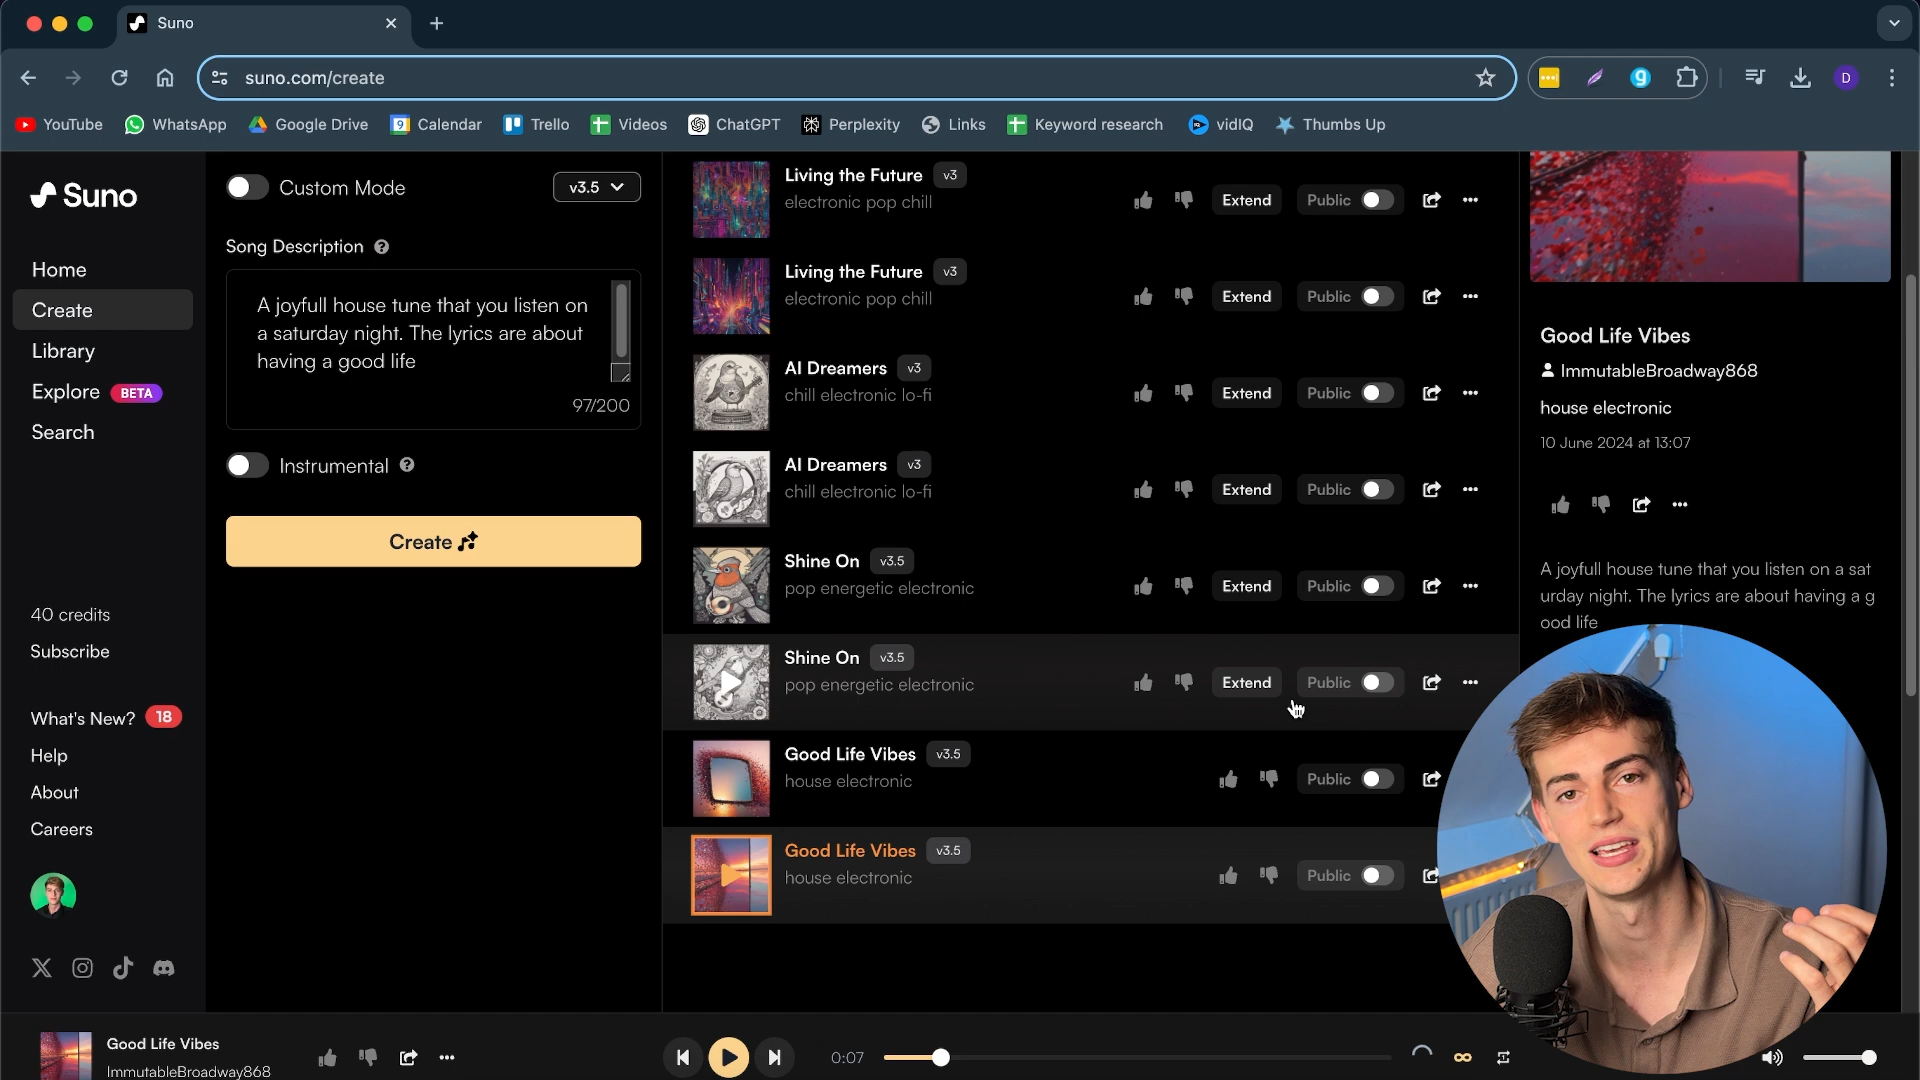 Suno
suno.com/create
YouTube
WhatsApp
Google Drive
9
Calendar
Trello
Videos
ChatGPT
Perplexity
Links
Keyword research
vidIQ
Thumbs Up
D
Suno
Home
Create
Library
Explore BETA
Search
40 credits
Subscribe
What's New? 18
Help
About
Careers
Custom Mode
v3.5
Song Description ?
A joyfull house tune that you listen on
a saturday night. The lyrics are about
having a good life
97/200
Instrumental ?
Create
Living the Future v3
electronic pop chill
Extend Public
Living the Future v3
electronic pop chill
Extend Public
AI Dreamers v3
chill electronic lo-fi
Extend Public
AI Dreamers v3
chill electronic lo-fi
Extend Public
Shine On v3.5
pop energetic electronic
Extend Public
Shine On v3.5
pop energetic electronic
Extend Public
Good Life Vibes v3.5
house electronic
Public
Good Life Vibes v3.5
house electronic
Public
Good Life Vibes
ImmutableBroadway868
house electronic
10 June 2024 at 13:07
A joyfull house tune that you listen on a sat
urday night. The lyrics are about having a g
ood life
Good Life Vibes
ImmutableBroadway868
0:07